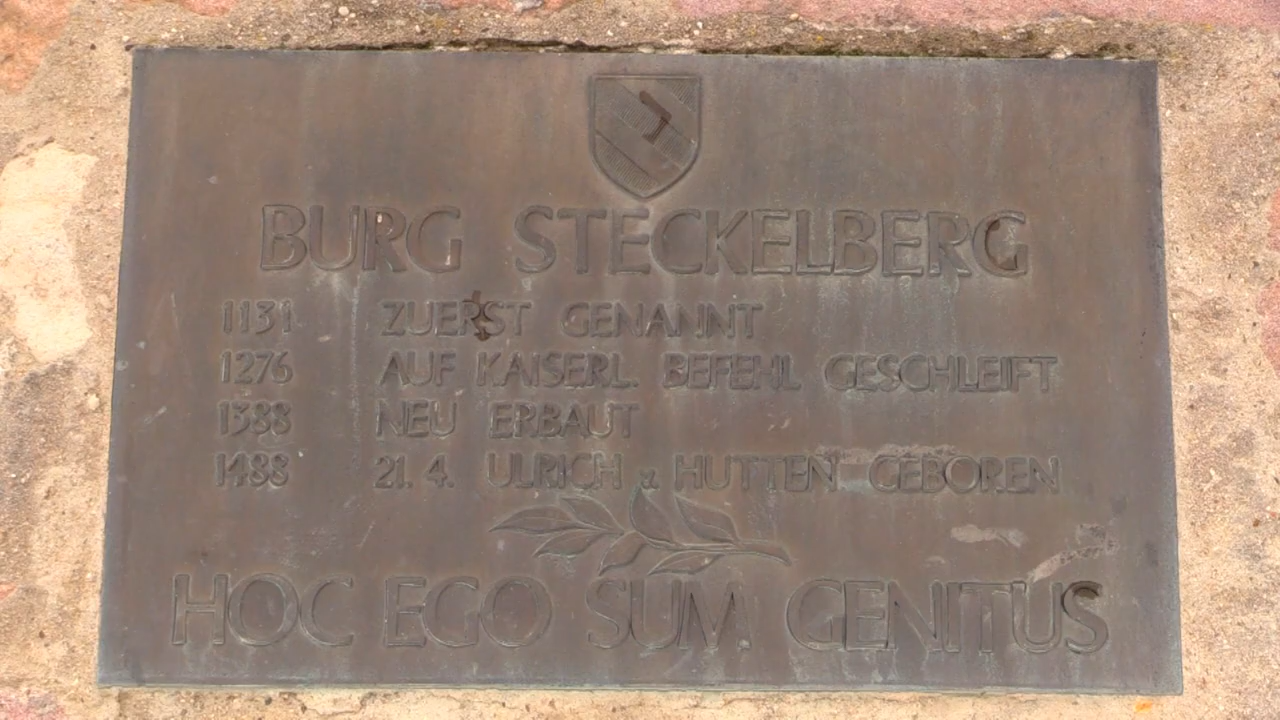 BURG STECKELBERG
1131 ZUERST GENANNT
1276 AUF KAISERL. BEFEHL GESCHLEIFT
1388 NEU ERBAUT
1488 21. 4. ULRICH v. HUTTEN GEBOREN
HOC EGO SUM GENITUS